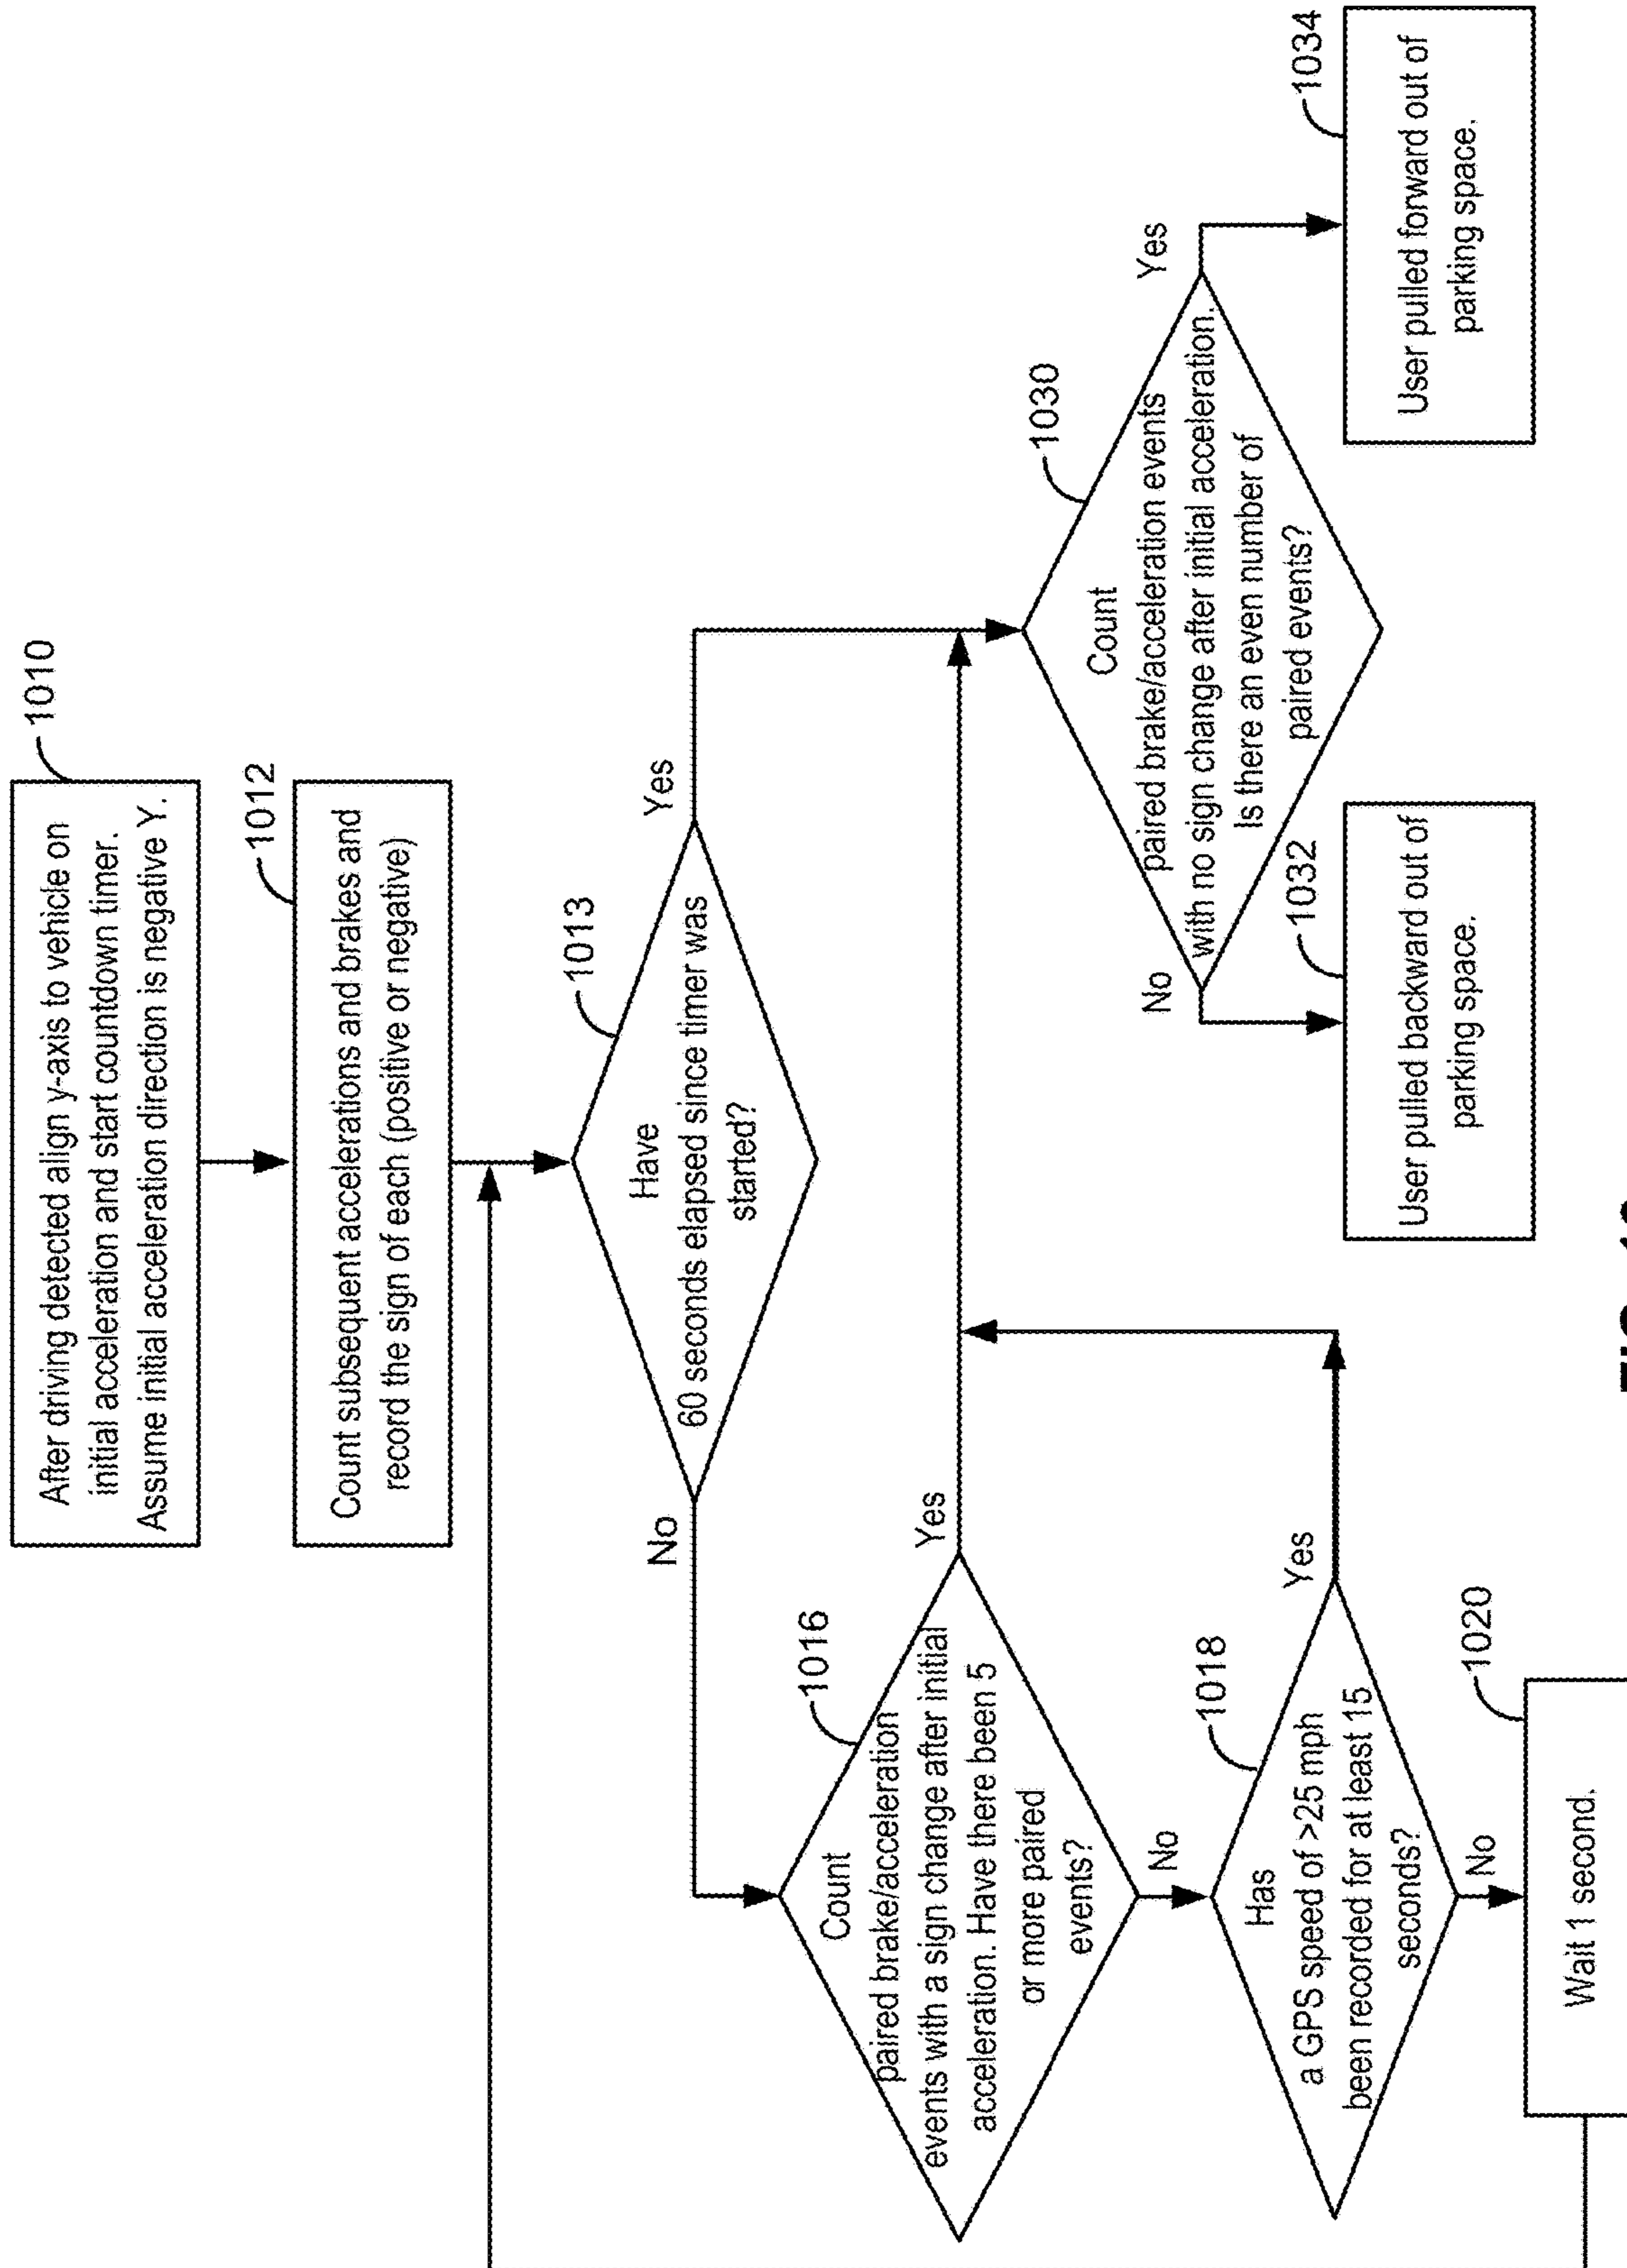 After driving detected align y-axis to vehicle on
initial acceleration and start countdown timer.
Assume initial acceleration direction is negative Y.
1010
Count subsequent accelerations and brakes and
record the sign of each (positive or negative)
1012
Have
60 seconds elapsed since timer was
started?
1013
No
Yes
Count
paired brake/acceleration
events with a sign change after initial
acceleration. Have there been 5
or more paired
events?
1016
Yes
No
Has
a GPS speed of >25 mph
been recorded for at least 15
seconds?
1018
Yes
No
Wait 1 second.
1020
Count
paired brake/acceleration events
with no sign change after initial acceleration.
Is there an even number of
paired events?
1030
No
Yes
User pulled backward out of
parking space.
1032
User pulled forward out of
parking space.
1034